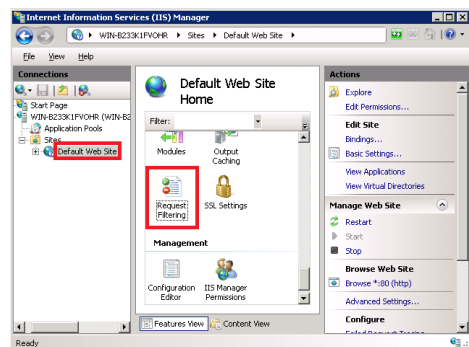 Internet Information Services (IIS) Manager
WIN-B233K1FVOHR
Sites
Default Web Site
File
View
Help
Connections
Start Page
WIN-B233K1FVOHR (WIN-B2
Application Pools
Sites
Default Web Site
Default Web Site
Home
Filter:
Modules
Output
Caching
Request
Filtering
SSL Settings
Management
Configuration
Editor
IIS Manager
Permissions
Features View
Content View
Actions
Explore
Edit Permissions...
Edit Site
Bindings...
Basic Settings...
View Applications
View Virtual Directories
Manage Web Site
Restart
Start
Stop
Browse Web Site
Browse *:80 (http)
Advanced Settings...
Configure
Failed Request Tracing
Ready